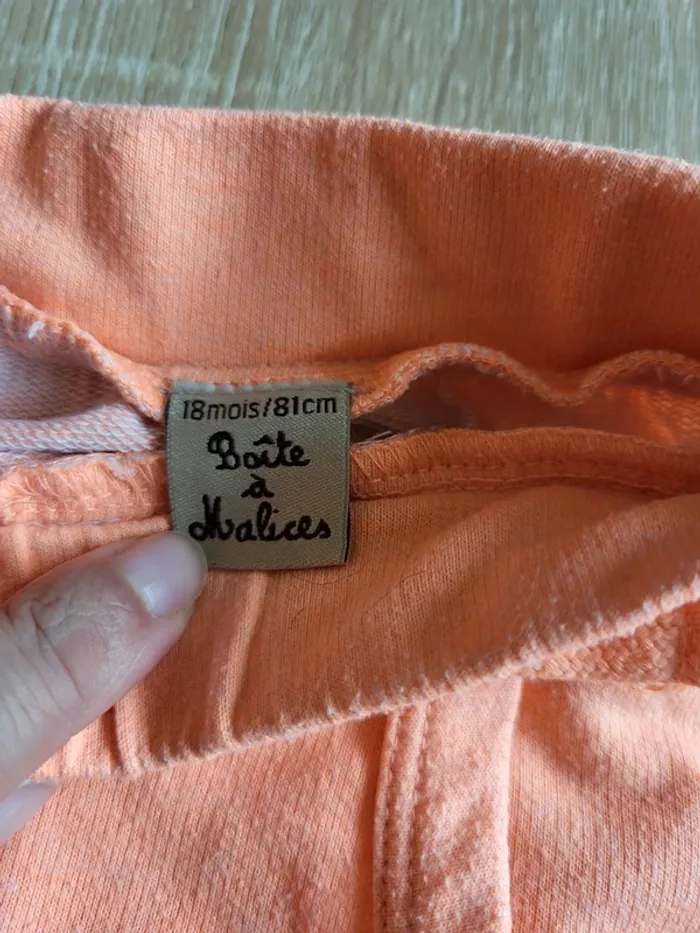 18mois/81cm
Boîte
à
Malices